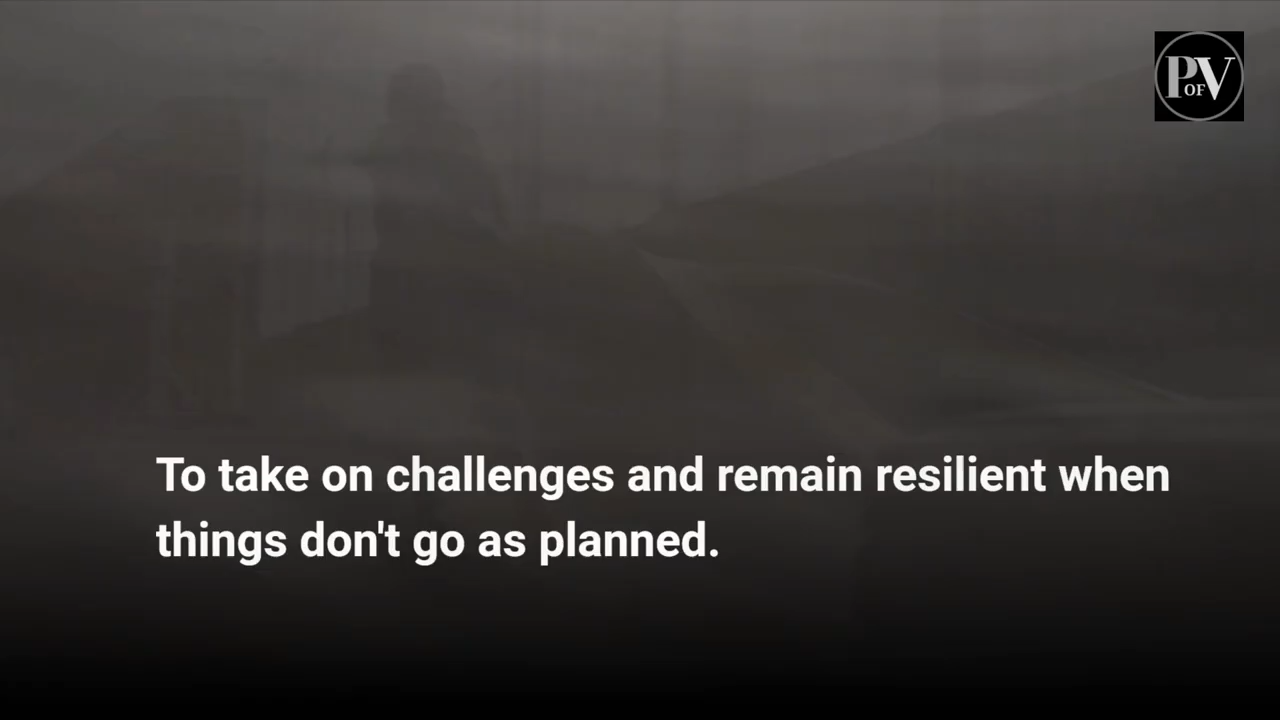 P OF V
To take on challenges and remain resilient when
things don't go as planned.